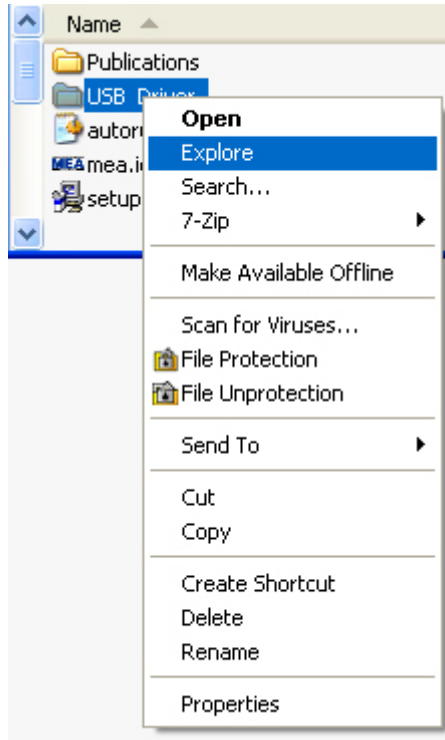 Name
Publications
USB Driver
autor
MEA mea.i
setup
Open
Explore
Search...
7-Zip
Make Available Offline
Scan for Viruses...
File Protection
File Unprotection
Send To
Cut
Copy
Create Shortcut
Delete
Rename
Properties